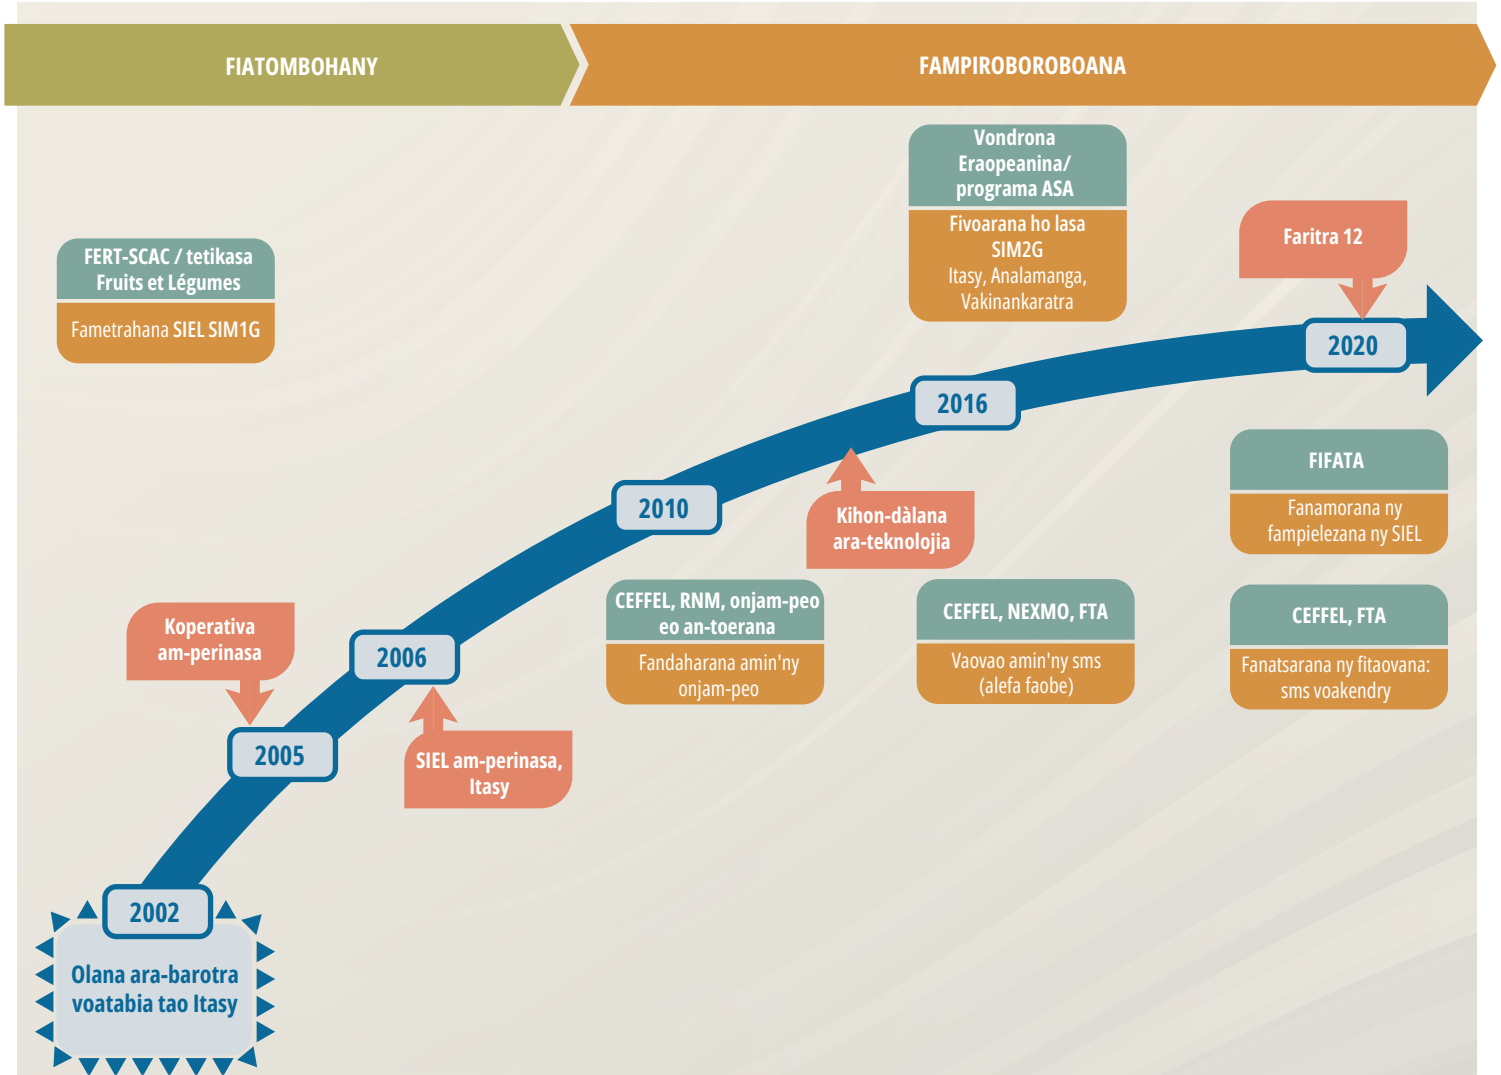 FIATOMBOHANY
FAMPIROBOROBOANA
FERT-SCAC / tetikasa
Fruits et Légumes
Fametrahana SIEL SIM1G
Vondrona
Eraopeanina/
programa ASA
Fivoarana ho lasa
SIM2G
Itasy, Analamanga,
Vakinankaratra
Faritra 12
2020
2016
2010
Kihon-dàlana
ara-teknolojia
FIFATA
Fanamorana ny
fampielezana ny SIEL
CEFFEL, RNM, onjam-peo
eo an-toerana
Fandaharana amin'ny
onjam-peo
CEFFEL, NEXMO, FTA
Vaovao amin'ny sms
(alefa faobe)
CEFFEL, FTA
Fanatsarana ny fitaovana:
sms voakendry
Koperativa
am-perinasa
2006
2005
SIEL am-perinasa,
Itasy
2002
Olana ara-barotra
voatabia tao Itasy